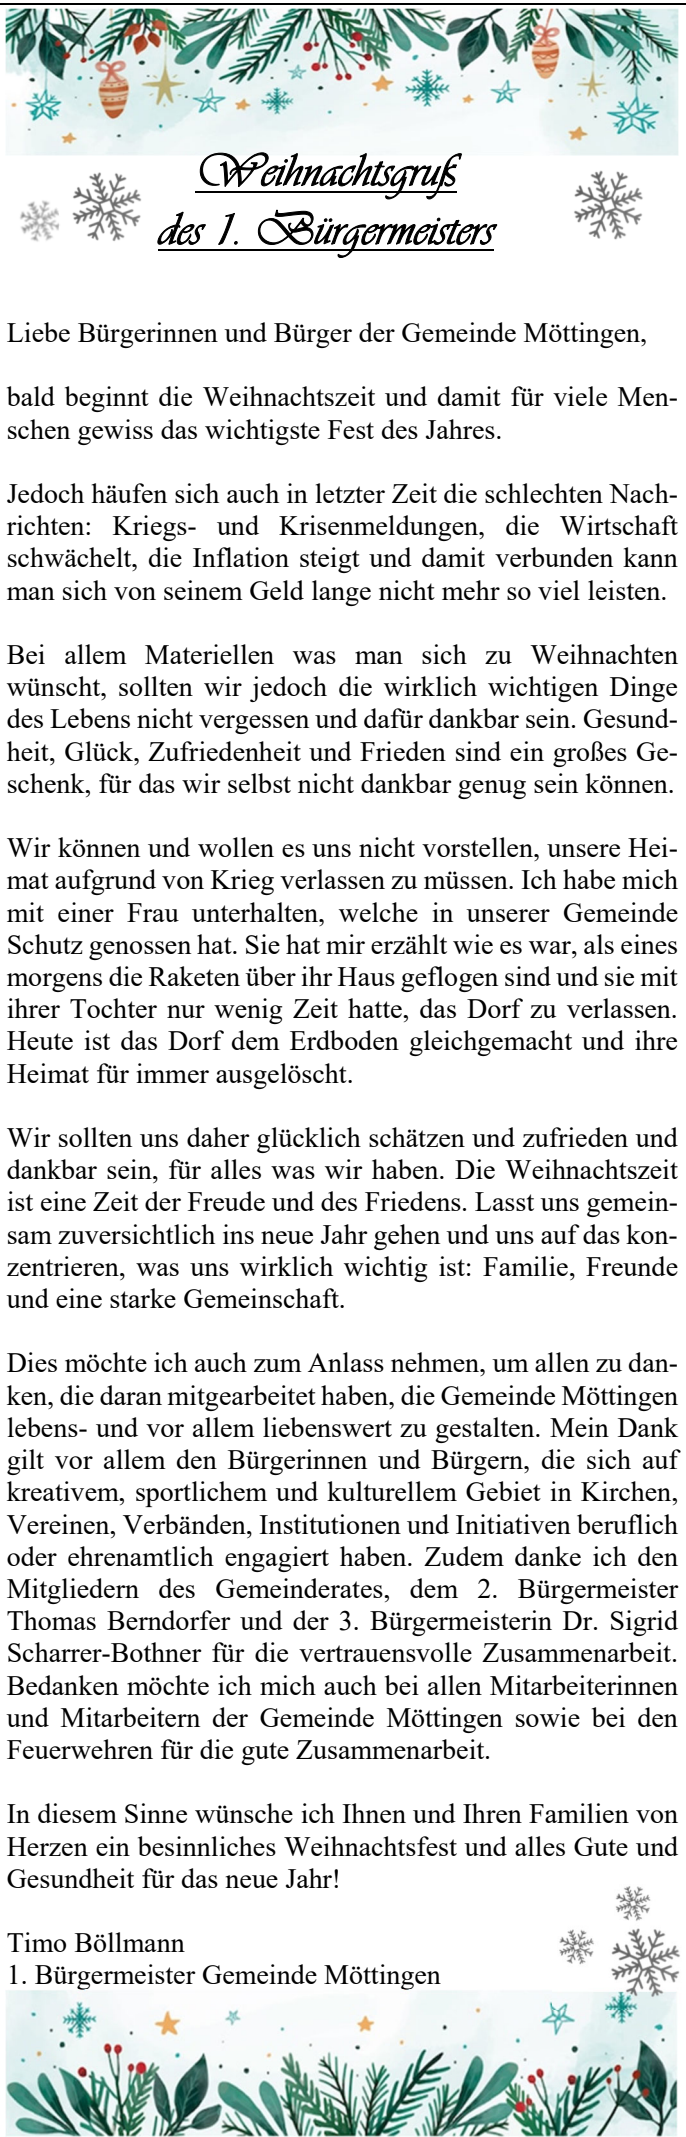 Weihnachtsgruß
des 1. Bürgermeisters
Liebe Bürgerinnen und Bürger der Gemeinde Möttingen,
bald beginnt die Weihnachtszeit und damit für viele Men-
schen gewiss das wichtigste Fest des Jahres.
Jedoch häufen sich auch in letzter Zeit die schlechten Nach-
richten: Kriegs- und Krisenmeldungen, die Wirtschaft
schwächelt, die Inflation steigt und damit verbunden kann
man sich von seinem Geld lange nicht mehr so viel leisten.
Bei allem Materiellen was man sich zu Weihnachten
wünscht, sollten wir jedoch die wirklich wichtigen Dinge
des Lebens nicht vergessen und dafür dankbar sein. Gesund-
heit, Glück, Zufriedenheit und Frieden sind ein großes Ge-
schenk, für das wir selbst nicht dankbar genug sein können.
Wir können und wollen es uns nicht vorstellen, unsere Hei-
mat aufgrund von Krieg verlassen zu müssen. Ich habe mich
mit einer Frau unterhalten, welche in unserer Gemeinde
Schutz genossen hat. Sie hat mir erzählt wie es war, als eines
morgens die Raketen über ihr Haus geflogen sind und sie mit
ihrer Tochter nur wenig Zeit hatte, das Dorf zu verlassen.
Heute ist das Dorf dem Erdboden gleichgemacht und ihre
Heimat für immer ausgelöscht.
Wir sollten uns daher glücklich schätzen und zufrieden und
dankbar sein, für alles was wir haben. Die Weihnachtszeit
ist eine Zeit der Freude und des Friedens. Lasst uns gemein-
sam zuversichtlich ins neue Jahr gehen und uns auf das kon-
zentrieren, was uns wirklich wichtig ist: Familie, Freunde
und eine starke Gemeinschaft.
Dies möchte ich auch zum Anlass nehmen, um allen zu dan-
ken, die daran mitgearbeitet haben, die Gemeinde Möttingen
lebens- und vor allem liebenswert zu gestalten. Mein Dank
gilt vor allem den Bürgerinnen und Bürgern, die sich auf
kreativem, sportlichem und kulturellem Gebiet in Kirchen,
Vereinen, Verbänden, Institutionen und Initiativen beruflich
oder ehrenamtlich engagiert haben. Zudem danke ich den
Mitgliedern des Gemeinderates, dem 2. Bürgermeister
Thomas Berndorfer und der 3. Bürgermeisterin Dr. Sigrid
Scharrer-Bothner für die vertrauensvolle Zusammenarbeit.
Bedanken möchte ich mich auch bei allen Mitarbeiterinnen
und Mitarbeitern der Gemeinde Möttingen sowie bei den
Feuerwehren für die gute Zusammenarbeit.
In diesem Sinne wünsche ich Ihnen und Ihren Familien von
Herzen ein besinnliches Weihnachtsfest und alles Gute und
Gesundheit für das neue Jahr!
Timo Böllmann
1. Bürgermeister Gemeinde Möttingen